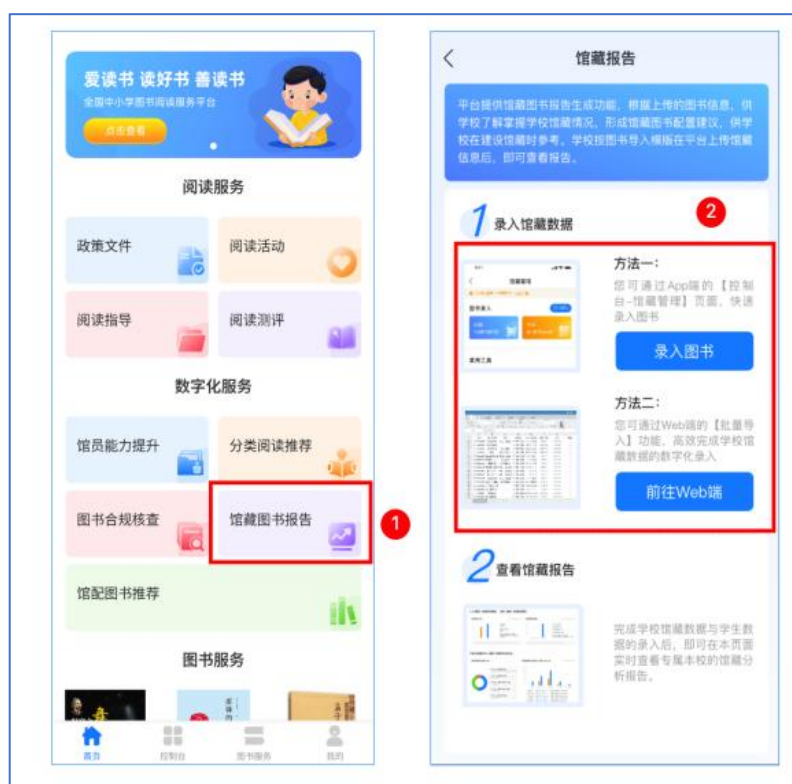 爱读书 读好书 善读书
全国中小学图书阅读服务平台
点击查看
阅读服务
政策文件
阅读活动
阅读指导
阅读测评
数字化服务
馆员能力提升
分类阅读推荐
图书合规核查
馆藏图书报告
1
馆配图书推荐
图书服务
首页
控制台
图书服务
我的
馆藏报告
平台提供馆藏图书报告生成功能，根据上传的图书信息，供
学校了解掌握学校馆藏情况，形成馆藏图书配置建议，供学
校在建设馆藏时参考。学校按图书导入模版在平台上传馆藏
信息后，即可查看报告。
1 录入馆藏数据
2
馆藏管理
图书录入
常用工具
方法一：
您可通过App端的【控制
台-馆藏管理】页面，快速
录入图书
录入图书
方法二：
您可通过Web端的【批量导
入】功能，高效完成学校馆
藏数据的数字化录入
前往Web端
2 查看馆藏报告
完成学校馆藏数据与学生数
据的录入后，即可在本页面
实时查看专属本校的馆藏分
析报告。